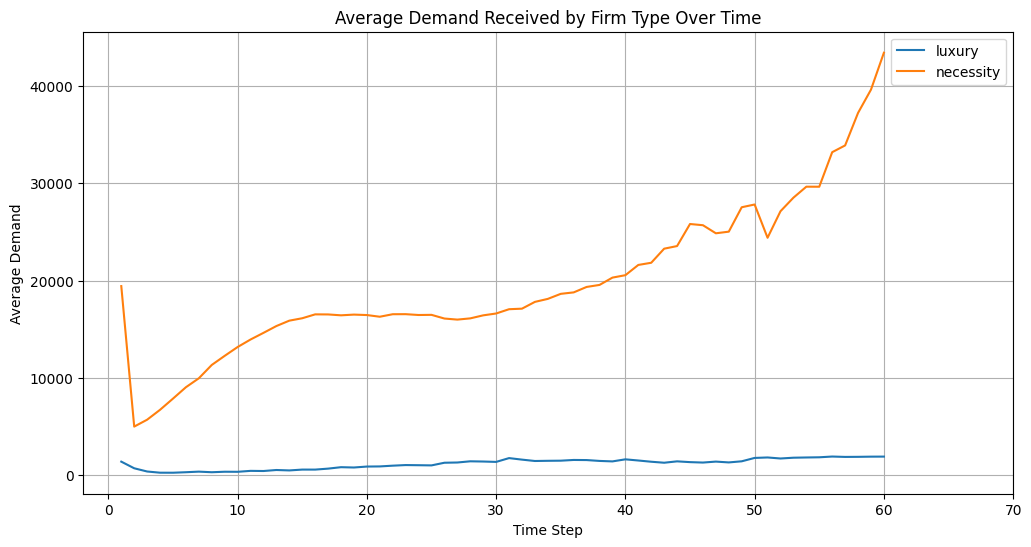 Average Demand Received by Firm Type Over Time
luxury
necessity
40000
30000
20000
10000
0
Average Demand
0 10 20 30 40 50 60 70
Time Step